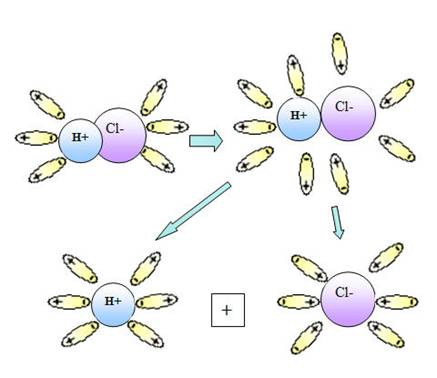 H+ Cl-
H+ Cl-
H+ + Cl-